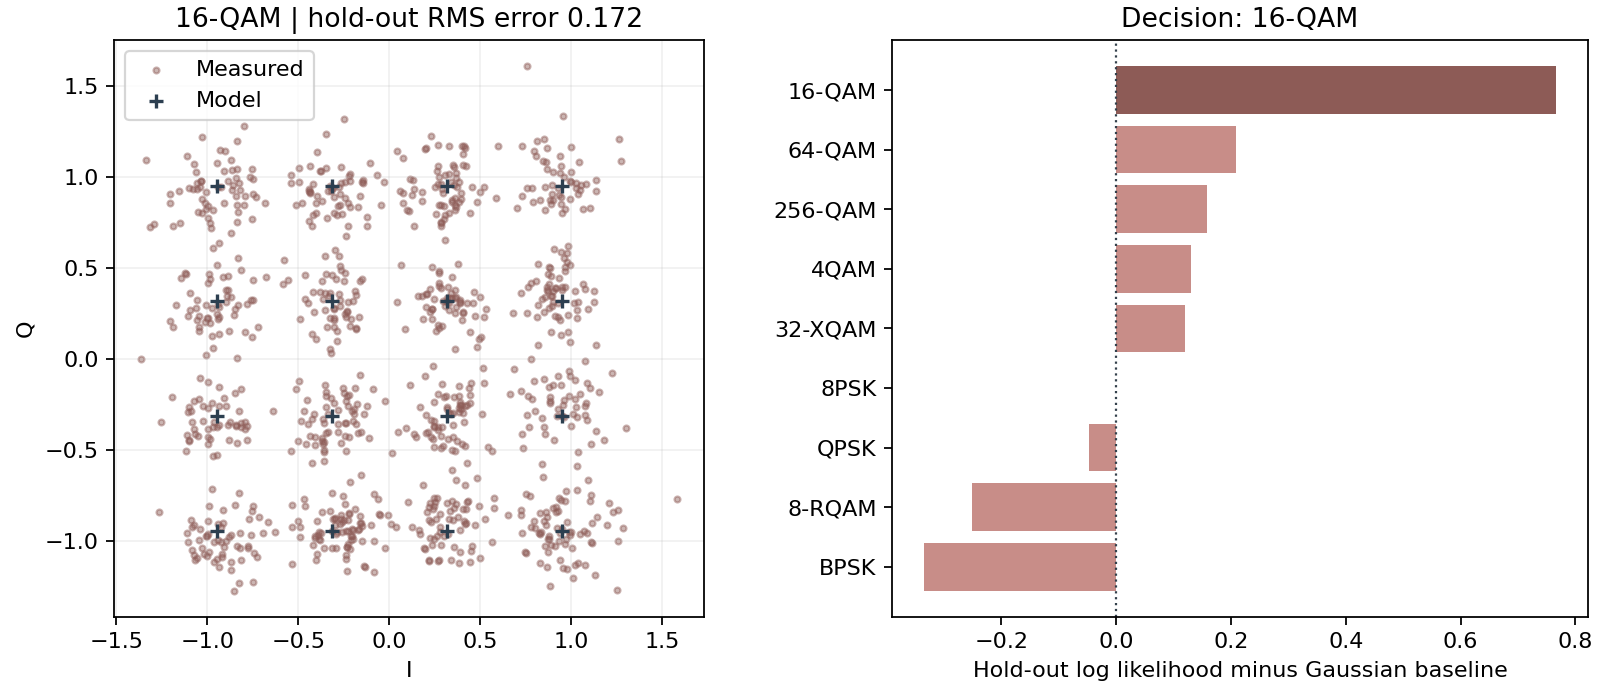 16-QAM | hold-out RMS error 0.172
Measured
Model
1.5
1.0
0.5
0.0
−0.5
−1.0
Q
−1.5
−1.0
−0.5
0.0
0.5
1.0
1.5
I
Decision: 16-QAM
16-QAM
64-QAM
256-QAM
4QAM
32-XQAM
8PSK
QPSK
8-RQAM
BPSK
−0.2
0.0
0.2
0.4
0.6
0.8
Hold-out log likelihood minus Gaussian baseline